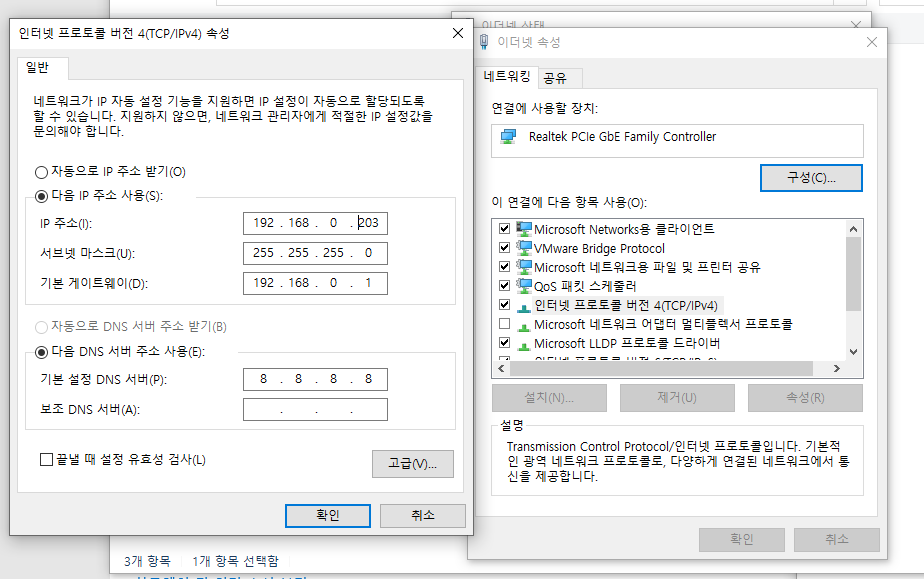 인터넷 프로토콜 버전 4(TCP/IPv4) 속성
일반
네트워크가 IP 자동 설정 기능을 지원하면 IP 설정이 자동으로 할당되도록
할 수 있습니다. 지원하지 않으면, 네트워크 관리자에게 적절한 IP 설정값을
문의해야 합니다.
자동으로 IP 주소 받기(O)
다음 IP 주소 사용(S):
IP 주소(I): 192 . 168 . 0 . 203
서브넷 마스크(U): 255 . 255 . 255 . 0
기본 게이트웨이(D): 192 . 168 . 0 . 1
자동으로 DNS 서버 주소 받기(B)
다음 DNS 서버 주소 사용(E):
기본 설정 DNS 서버(P): 8 . 8 . 8 . 8
보조 DNS 서버(A): . . .
끝낼 때 설정 유효성 검사(L)
고급(V)...
확인 취소
이더넷 상태
이더넷 속성
네트워킹 공유
연결에 사용할 장치:
Realtek PCIe GbE Family Controller
구성(C)...
이 연결에 다음 항목 사용(O):
Microsoft Networks용 클라이언트
VMware Bridge Protocol
Microsoft 네트워크용 파일 및 프린터 공유
QoS 패킷 스케줄러
인터넷 프로토콜 버전 4(TCP/IPv4)
Microsoft 네트워크 어댑터 멀티플렉서 프로토콜
Microsoft LLDP 프로토콜 드라이버
인터넷 프로토콜 버전 6(TCP/IPv6)
설치(N)... 제거(U) 속성(R)
설명
Transmission Control Protocol/인터넷 프로토콜입니다. 기본적
인 광역 네트워크 프로토콜로, 다양하게 연결된 네트워크에서 통
신을 제공합니다.
확인 취소
3개 항목 1개 항목 선택함